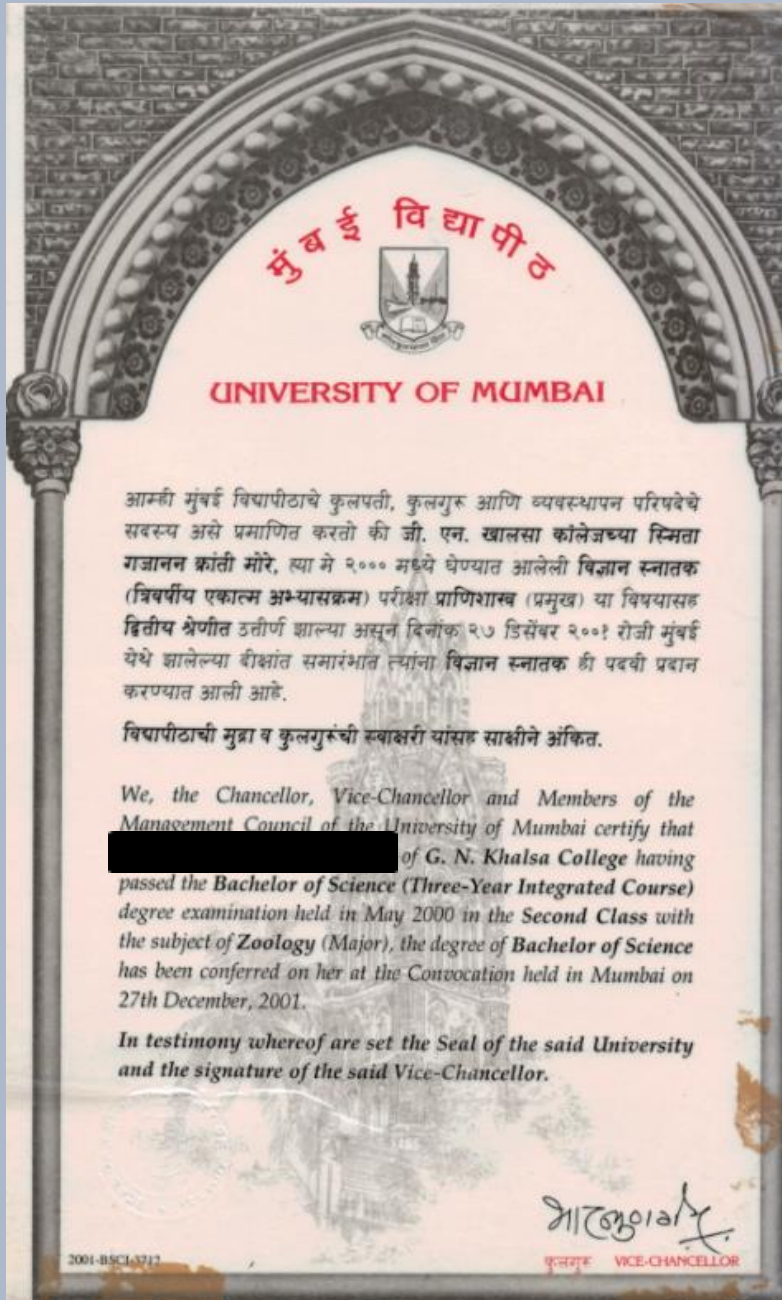 मुंबई विद्यापीठ
UNIVERSITY OF MUMBAI
आम्ही मुंबई विद्यापीठाचे कुलपती, कुलगुरू आणि व्यवस्थापन परिषदेचे
सदस्य असे प्रमाणित करतो की जी. एन. खालसा कॉलेजच्या स्मिता
गजानन क्रांती मोरे, ह्या मे २००० मध्ये घेण्यात आलेली विज्ञान स्नातक
(त्रिवर्षीय एकात्म अभ्यासक्रम) परीक्षा प्राणिशास्त्र (प्रमुख) या विषयासह
द्वितीय श्रेणीत उत्तीर्ण झाल्या असून दिनांक २७ डिसेंबर २००१ रोजी मुंबई
येथे झालेल्या दीक्षांत समारंभात त्यांना विज्ञान स्नातक ही पदवी प्रदान
करण्यात आली आहे.
विद्यापीठाची मुद्रा व कुलगुरूंची स्वाक्षरी यांसह साक्षीने अंकित.
We, the Chancellor, Vice-Chancellor and Members of the
Management Council of the University of Mumbai certify that
of G. N. Khalsa College having
passed the Bachelor of Science (Three-Year Integrated Course)
degree examination held in May 2000 in the Second Class with
the subject of Zoology (Major), the degree of Bachelor of Science
has been conferred on her at the Convocation held in Mumbai on
27th December, 2001.
In testimony whereof are set the Seal of the said University
and the signature of the said Vice-Chancellor.
2001-BSCI-3717
कुलगुरू VICE-CHANCELLOR